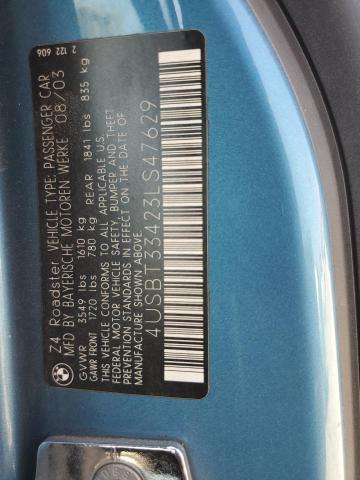 Z4 Roadster VEHICLE TYPE: PASSENGER CAR 2 122 606
MFD BY BAYERISCHE MOTOREN WERKE 08/03
GVWR 3549 lbs 1610 kg
GAWR FRONT 1720 lbs 780 kg REAR 1841 lbs 835 kg
THIS VEHICLE CONFORMS TO ALL APPLICABLE U.S.
FEDERAL MOTOR VEHICLE SAFETY, BUMPER AND THEFT
PREVENTION STANDARDS IN EFFECT ON THE DATE OF
MANUFACTURE SHOWN ABOVE.
4USBT33423LS47629